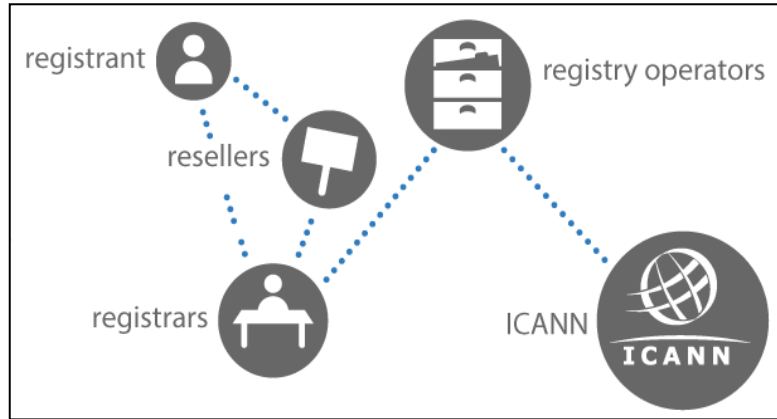 registrant
registry operators
resellers
registrars
ICANN
ICANN